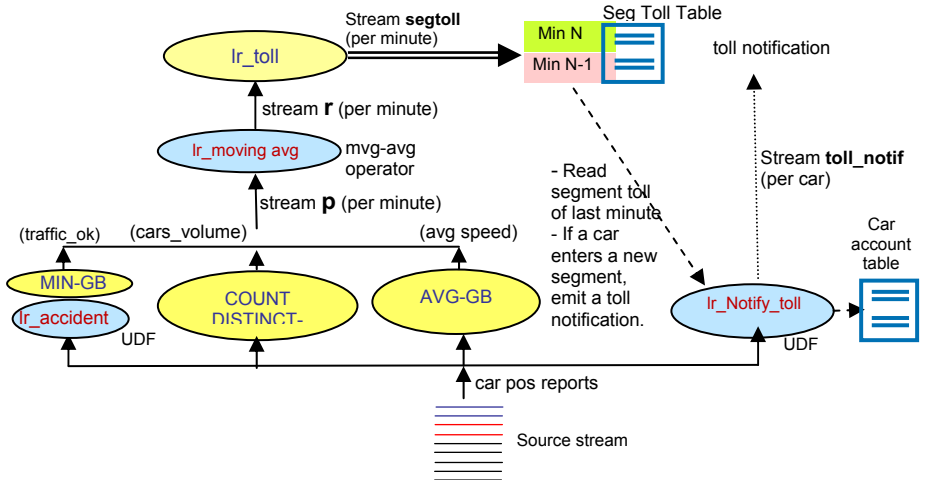 Stream segtoll
(per minute)
Seg Toll Table
Min N
Min N-1
lr_toll
toll notification
stream r (per minute)
lr_moving avg
mvg-avg
operator
stream p (per minute)
Stream toll_notif
(per car)
- Read
segment toll
of last minute
- If a car
enters a new
segment,
emit a toll
notification.
(traffic_ok)
(cars_volume)
(avg speed)
Car
account
table
MIN-GB
lr_accident
UDF
COUNT
DISTINCT-
AVG-GB
lr_Notify_toll
UDF
car pos reports
Source stream